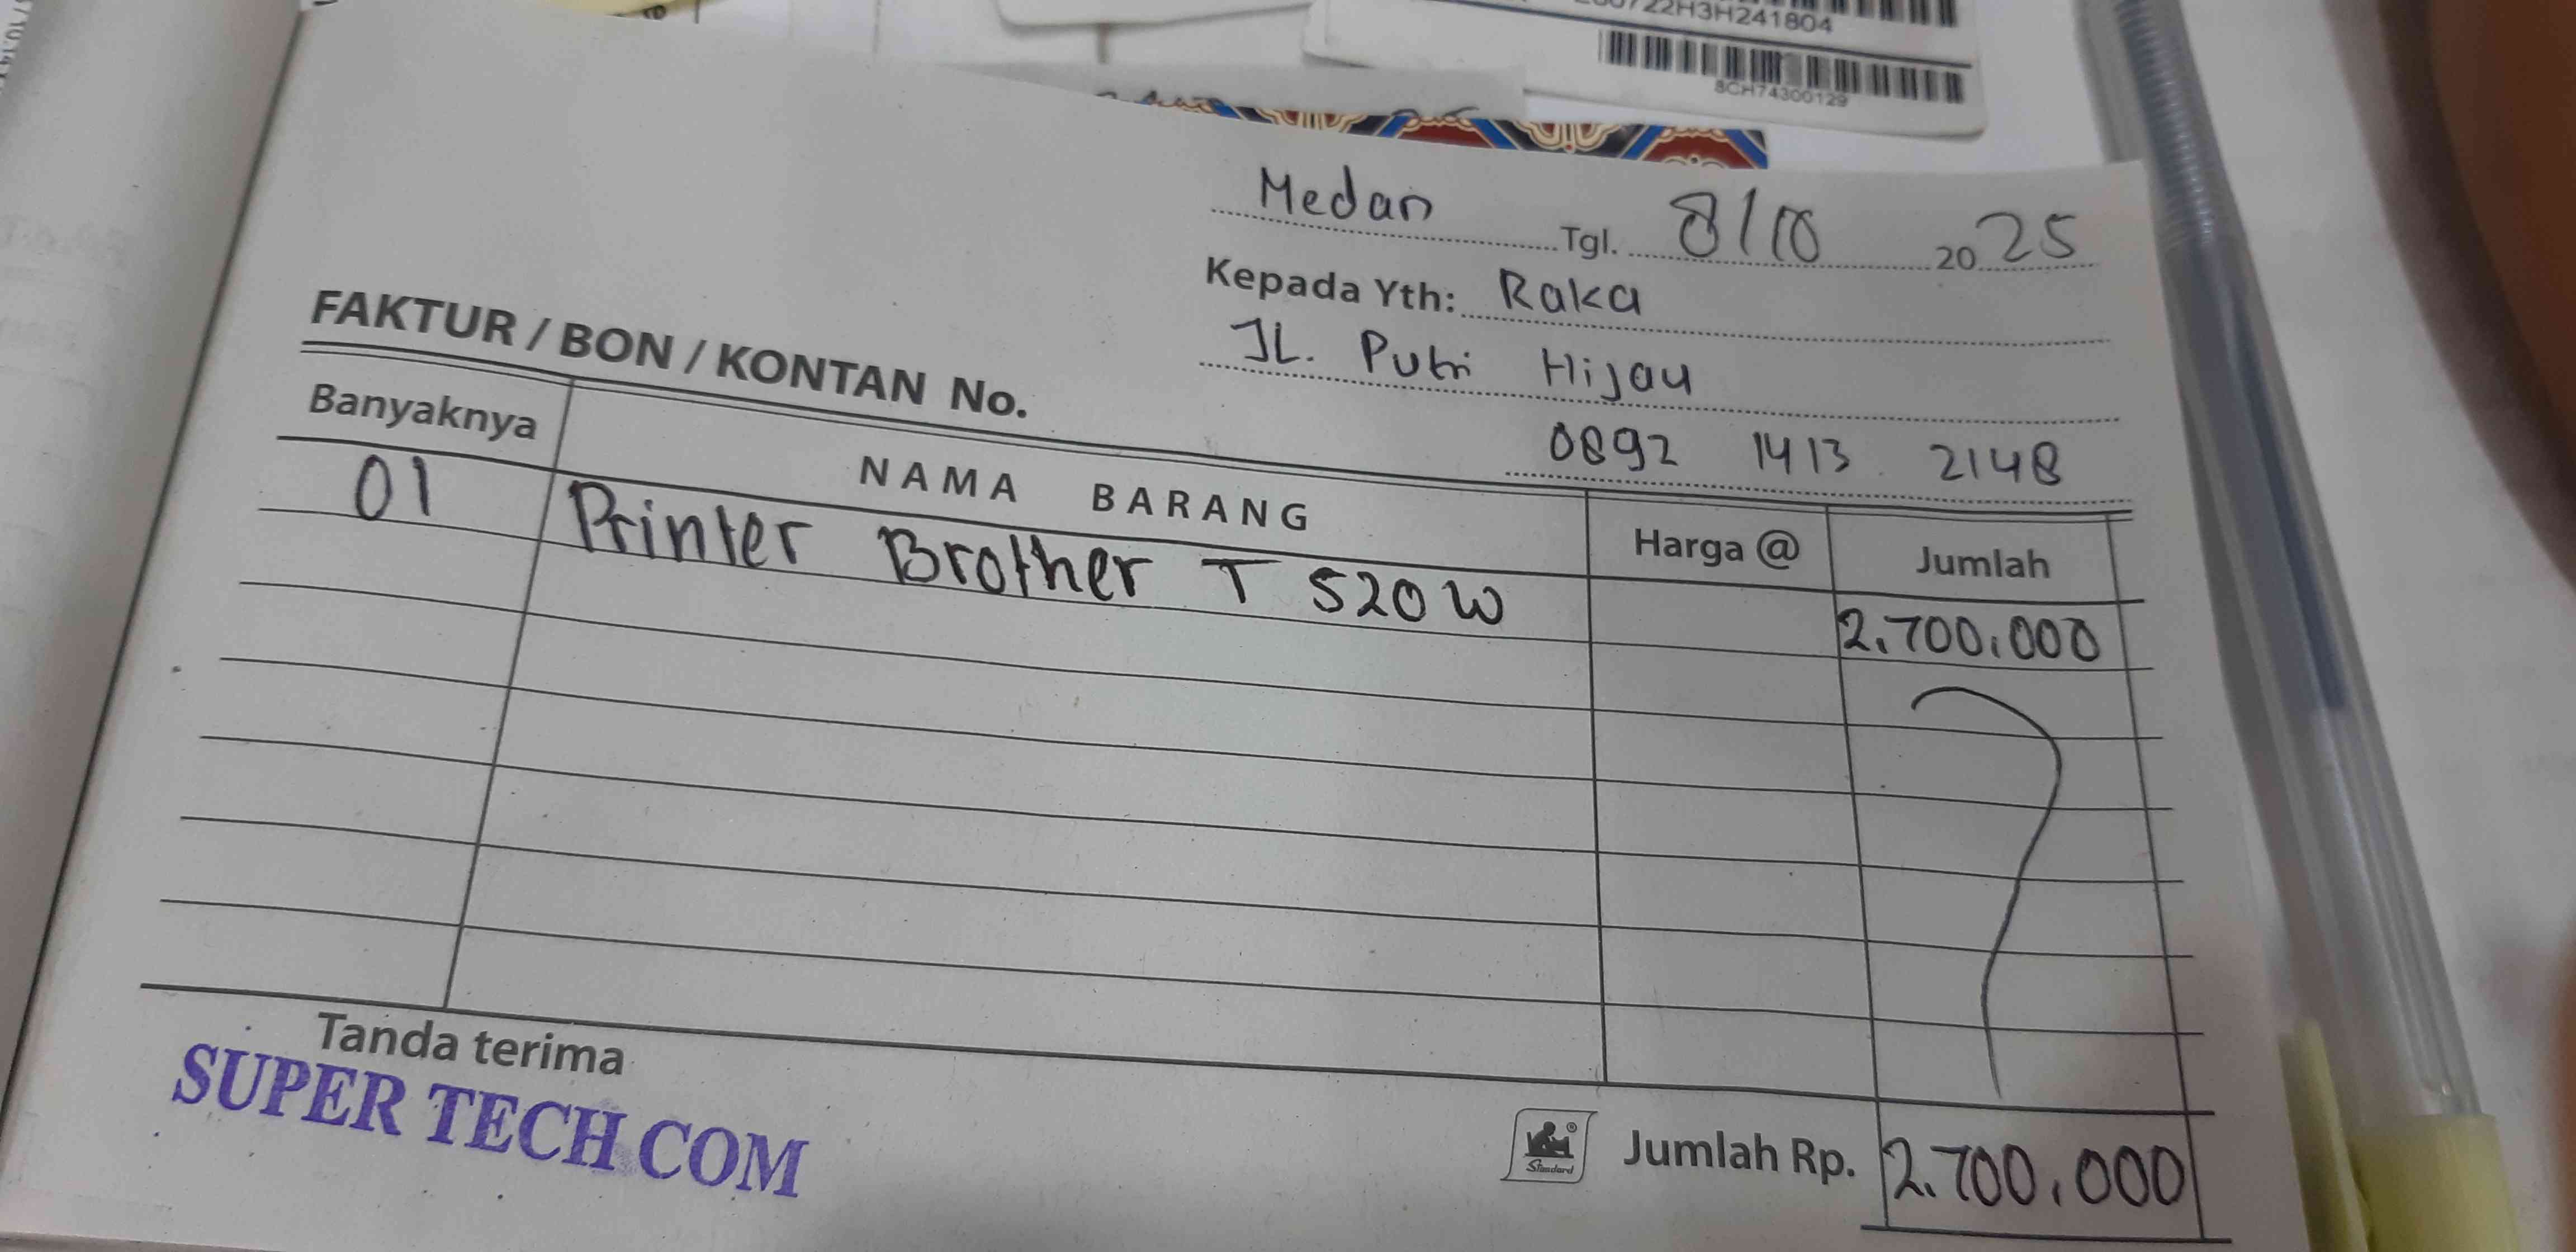 22H3H241804
8CH74300129
Medan Tgl. 8/10 2025
Kepada Yth: Raka
JL. Putri Hijau
0892 1413 2148
FAKTUR / BON / KONTAN No.
Banyaknya NAMA BARANG Harga @ Jumlah
01 Printer Brother T 520 W 2.700.000
Tanda terima
SUPER TECH COM
Standard
Jumlah Rp. 2.700.000